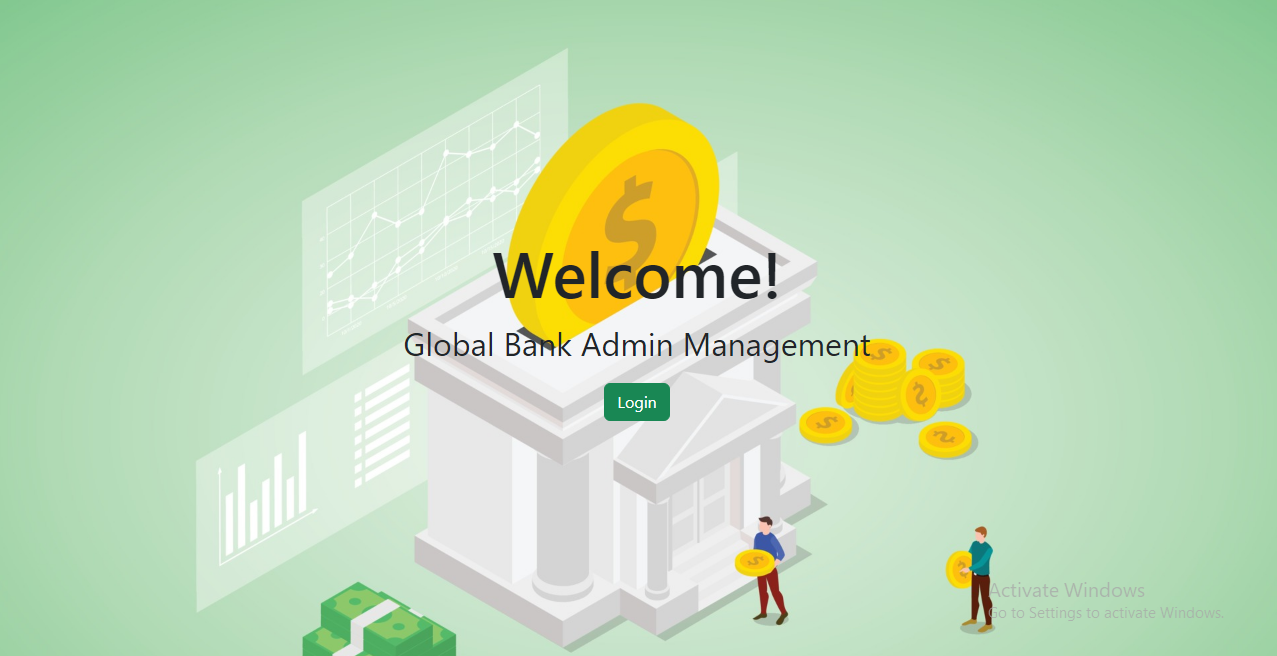 Welcome!
Global Bank Admin Management
Login
Activate Windows
Go to Settings to activate Windows.